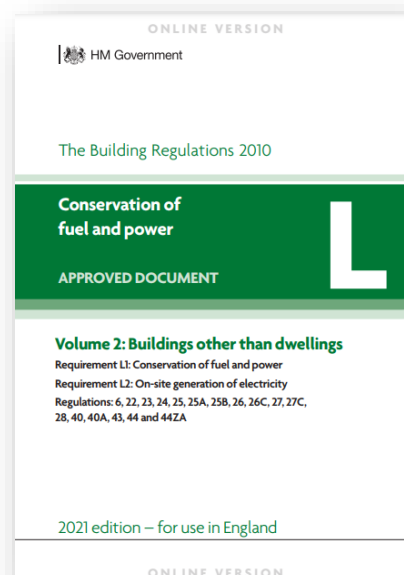 ONLINE VERSION
HM Government
The Building Regulations 2010
Conservation of
fuel and power
APPROVED DOCUMENT
L
Volume 2: Buildings other than dwellings
Requirement L1: Conservation of fuel and power
Requirement L2: On-site generation of electricity
Regulations: 6, 22, 23, 24, 25, 25A, 25B, 26, 26C, 27, 27C,
28, 40, 40A, 43, 44 and 44ZA
2021 edition – for use in England
ONLINE VERSION